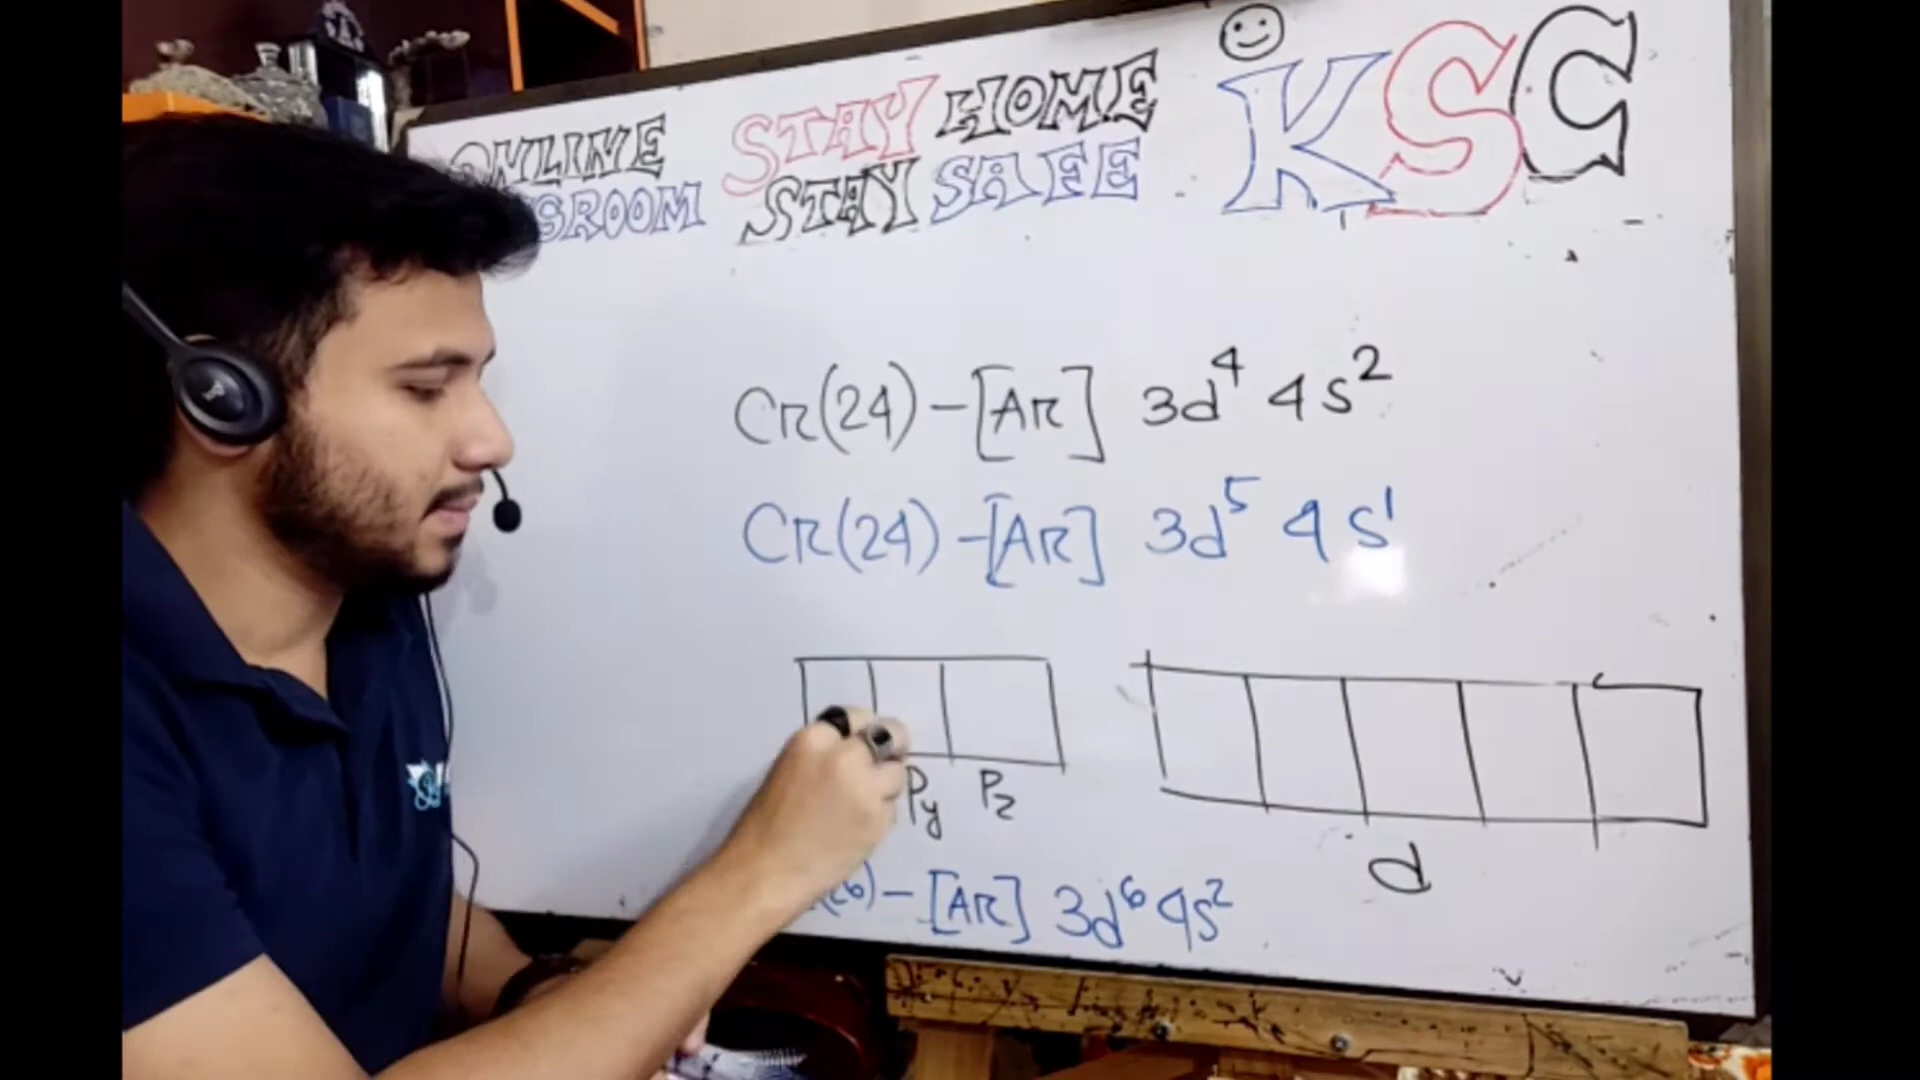 ONLINE STAY HOME KSC
SROOM STAY SAFE
Cr(24)-[Ar] 3d⁴ 4s²
Cr(24)-[Ar] 3d⁵ 4s¹
Py Pz
d
26)-[Ar] 3d⁶ 4s²